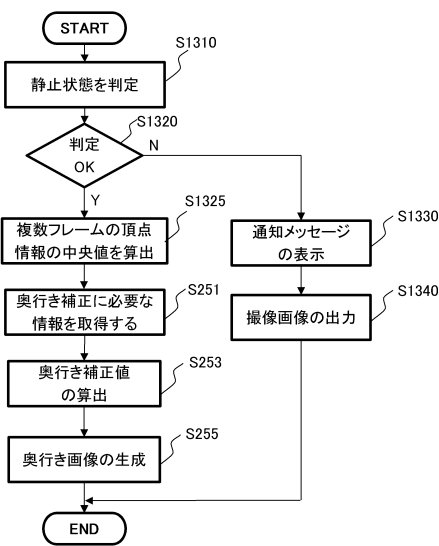 START
S1310
静止状態を判定
S1320
判定
OK
N
Y
S1325
複数フレームの頂点
情報の中央値を算出
S1330
通知メッセージ
の表示
S251
奥行き補正に必要な
情報を取得する
S1340
撮像画像の出力
S253
奥行き補正値
の算出
S255
奥行き画像の生成
END